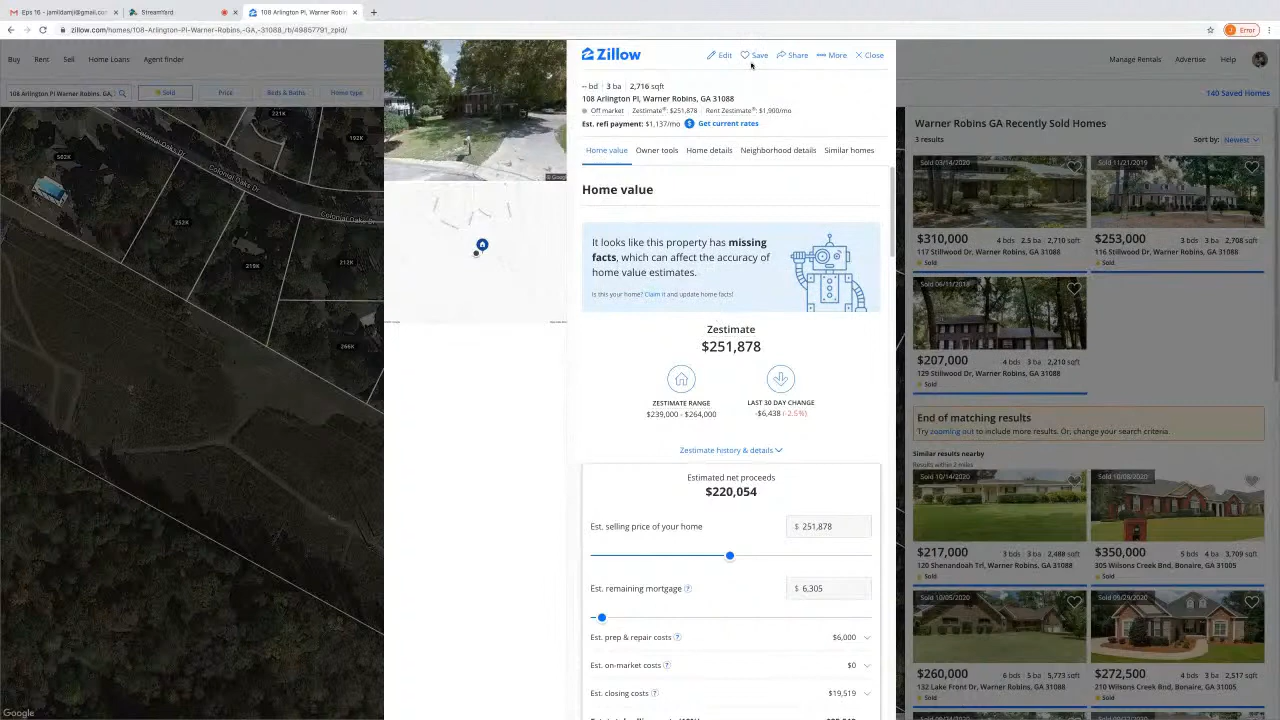 Eps 16 - jamildamji@gmail.com
StreamYard
108 Arlington Pl, Warner Robin
zillow.com/homes/108-Arlington-Pl-Warner-Robins,-GA,-31088_rb/49857791_zpid/
Error
Buy
Rent
Sell
Home Loans
Agent finder
Manage Rentals
Advertise
Help
108 Arlington Pl Warner Robins, GA,
Sold
Price
Beds & Baths
Home type
140 Saved Homes
221K
192K
502K
Colonial Oaks Dr
Colonial Oaks Dr
252K
219K
212K
266K
Google
© Google
Zillow
Edit
Save
Share
More
Close
-- bd | 3 ba | 2,716 sqft
108 Arlington Pl, Warner Robins, GA 31088
Off market Zestimate®: $251,878 Rent Zestimate®: $1,900/mo
Est. refi payment: $1,137/mo $ Get current rates
Home value
Owner tools
Home details
Neighborhood details
Similar homes
Home value
It looks like this property has missing
facts, which can affect the accuracy of
home value estimates.
Is this your home? Claim it and update home facts!
Zestimate
$251,878
ZESTIMATE RANGE
$239,000 - $264,000
LAST 30 DAY CHANGE
-$6,438 (-2.5%)
Zestimate history & details
Estimated net proceeds
$220,054
Est. selling price of your home
$ 251,878
Est. remaining mortgage ?
$ 6,305
Est. prep & repair costs ?
$6,000
Est. on-market costs ?
$0
Est. closing costs ?
$19,519
Warner Robins GA Recently Sold Homes
3 results
Sort by: Newest
Sold 03/14/2020
$310,000 4 bds 2.5 ba 2,710 sqft
117 Stillwood Dr, Warner Robins, GA 31088
Sold
Sold 11/21/2019
$253,000 3 bds 3 ba 2,708 sqft
116 Stillwood Dr, Warner Robins, GA 31088
Sold
Sold 06/11/2018
$207,000 4 bds 3 ba 2,210 sqft
129 Stillwood Dr, Warner Robins, GA 31088
Sold
End of matching results
Try zooming out to include more results. Or, change your search criteria.
Similar results nearby
Results within 2 miles
Sold 10/14/2020
$217,000 3 bds 3 ba 2,488 sqft
120 Shenandoah Trl, Warner Robins, GA 31088
Sold
Sold 10/08/2020
$350,000 5 bds 4 ba 3,709 sqft
305 Wilsons Creek Bnd, Bonaire, GA 31005
Sold
Sold 10/05/2020
$260,000 6 bds 5 ba 5,773 sqft
132 Lake Front Dr, Warner Robins, GA 31088
Sold
Sold 09/29/2020
$272,500 4 bds 3 ba 2,517 sqft
210 Wilsons Creek Bnd, Bonaire, GA 31005
Sold